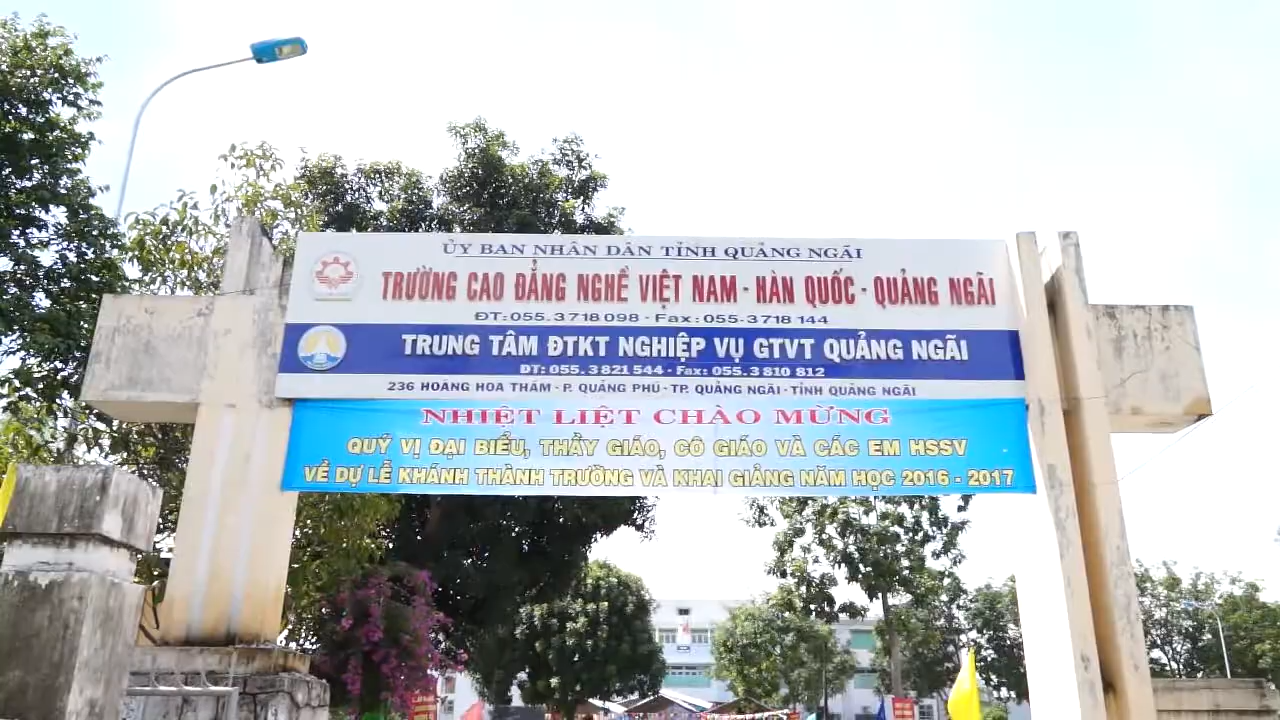 ỦY BAN NHÂN DÂN TỈNH QUẢNG NGÃI
TRƯỜNG CAO ĐẲNG NGHỀ VIỆT NAM - HÀN QUỐC - QUẢNG NGÃI
ĐT: 055.3718 098 - Fax: 055-3718 144
TRUNG TÂM ĐTKT NGHIỆP VỤ GTVT QUẢNG NGÃI
ĐT: 055.3 821 544 - Fax: 055.3 810 812
236 HOÀNG HOA THÁM - P. QUẢNG PHÚ - TP. QUẢNG NGÃI - TỈNH QUẢNG NGÃI
NHIỆT LIỆT CHÀO MỪNG
QUÝ VỊ ĐẠI BIỂU, THẦY GIÁO, CÔ GIÁO VÀ CÁC EM HSSV
VỀ DỰ LỄ KHÁNH THÀNH TRƯỜNG VÀ KHAI GIẢNG NĂM HỌC 2016 - 2017